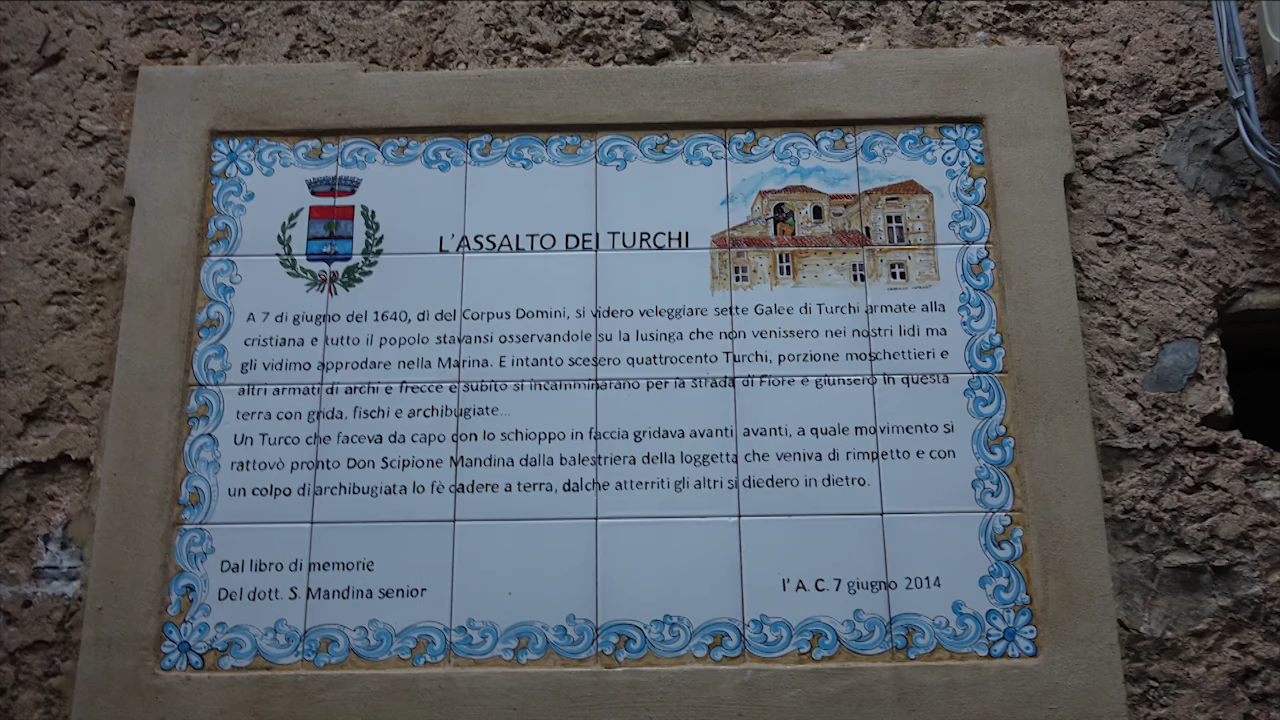 L'ASSALTO DEI TURCHI
A 7 di giugno del 1640, dì del Corpus Domini, si videro veleggiare sette Galee di Turchi armate alla
cristiana e tutto il popolo stavansi osservandole su la lusinga che non venissero nei nostri lidi ma
gli vidimo approdare nella Marina. E intanto scesero quattrocento Turchi, porzione moschettieri e
altri armati di archi e frecce e subito si incamminarano per la strada di Fiore e giunsero in questa
terra con grida, fischi e archibugiate...
Un Turco che faceva da capo con lo schioppo in faccia gridava avanti avanti, a quale movimento si
rattovò pronto Don Scipione Mandina dalla balestriera della loggetta che veniva di rimpetto e con
un colpo di archibugiata lo fè cadere a terra, dalche atterriti gli altri si diedero in dietro.
Dal libro di memorie
Del dott. S. Mandina senior
l' A. C. 7 giugno 2014